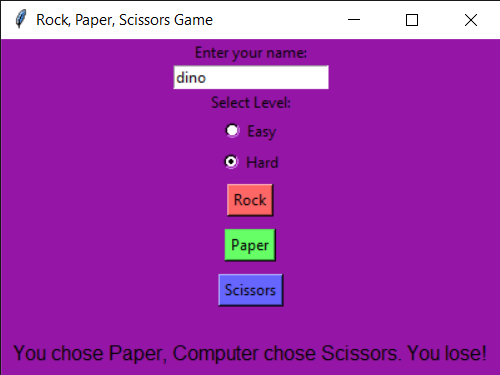 Rock, Paper, Scissors Game
Enter your name:
dino
Select Level:
Easy
Hard
Rock
Paper
Scissors
You chose Paper, Computer chose Scissors. You lose!